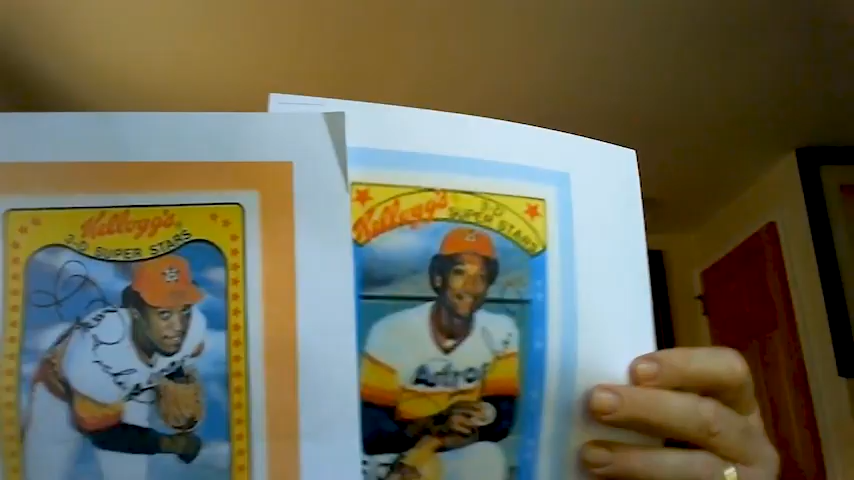 Kellogg's
3-D SUPER STARS
Kellogg's
3-D SUPER STARS
Astros